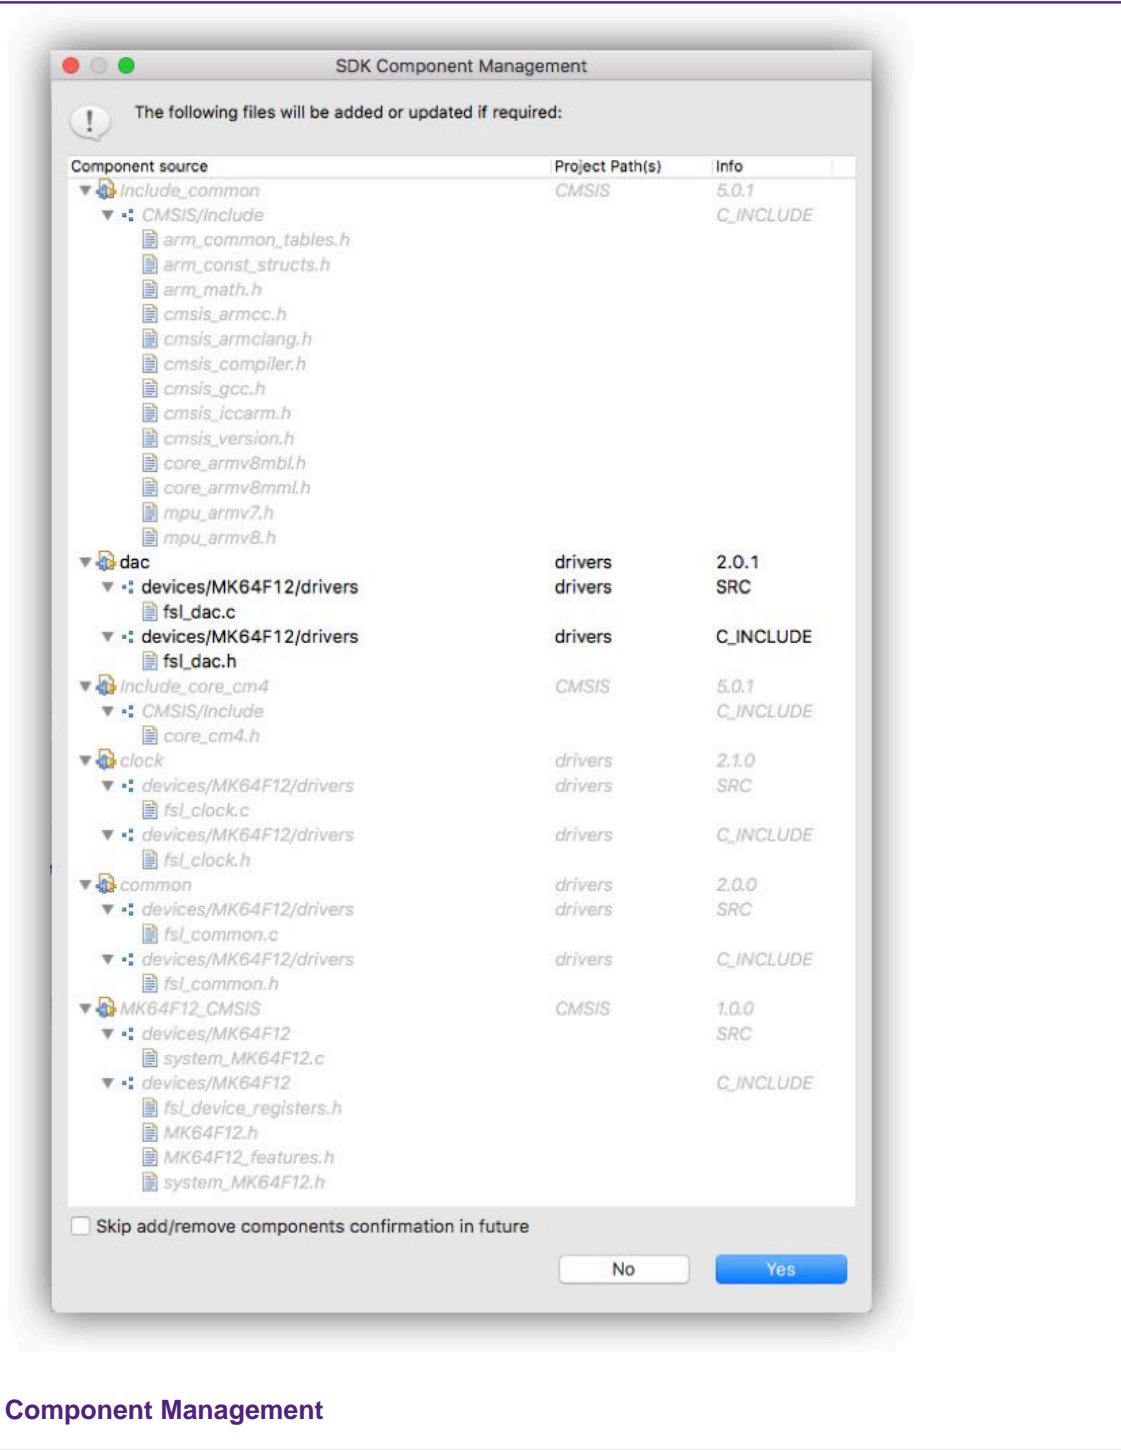 SDK Component Management
The following files will be added or updated if required:
Component source Project Path(s) Info
Include_common CMSIS 5.0.1
CMSIS/Include C_INCLUDE
arm_common_tables.h
arm_const_structs.h
arm_math.h
cmsis_armcc.h
cmsis_armclang.h
cmsis_compiler.h
cmsis_gcc.h
cmsis_iccarm.h
cmsis_version.h
core_armv8mbl.h
core_armv8mml.h
mpu_armv7.h
mpu_armv8.h
dac drivers 2.0.1
devices/MK64F12/drivers drivers SRC
fsl_dac.c
devices/MK64F12/drivers drivers C_INCLUDE
fsl_dac.h
Include_core_cm4 CMSIS 5.0.1
CMSIS/Include C_INCLUDE
core_cm4.h
clock drivers 2.1.0
devices/MK64F12/drivers drivers SRC
fsl_clock.c
devices/MK64F12/drivers drivers C_INCLUDE
fsl_clock.h
common drivers 2.0.0
devices/MK64F12/drivers drivers SRC
fsl_common.c
devices/MK64F12/drivers drivers C_INCLUDE
fsl_common.h
MK64F12_CMSIS CMSIS 1.0.0
devices/MK64F12 SRC
system_MK64F12.c
devices/MK64F12 C_INCLUDE
fsl_device_registers.h
MK64F12.h
MK64F12_features.h
system_MK64F12.h
Skip add/remove components confirmation in future
No Yes
Component Management